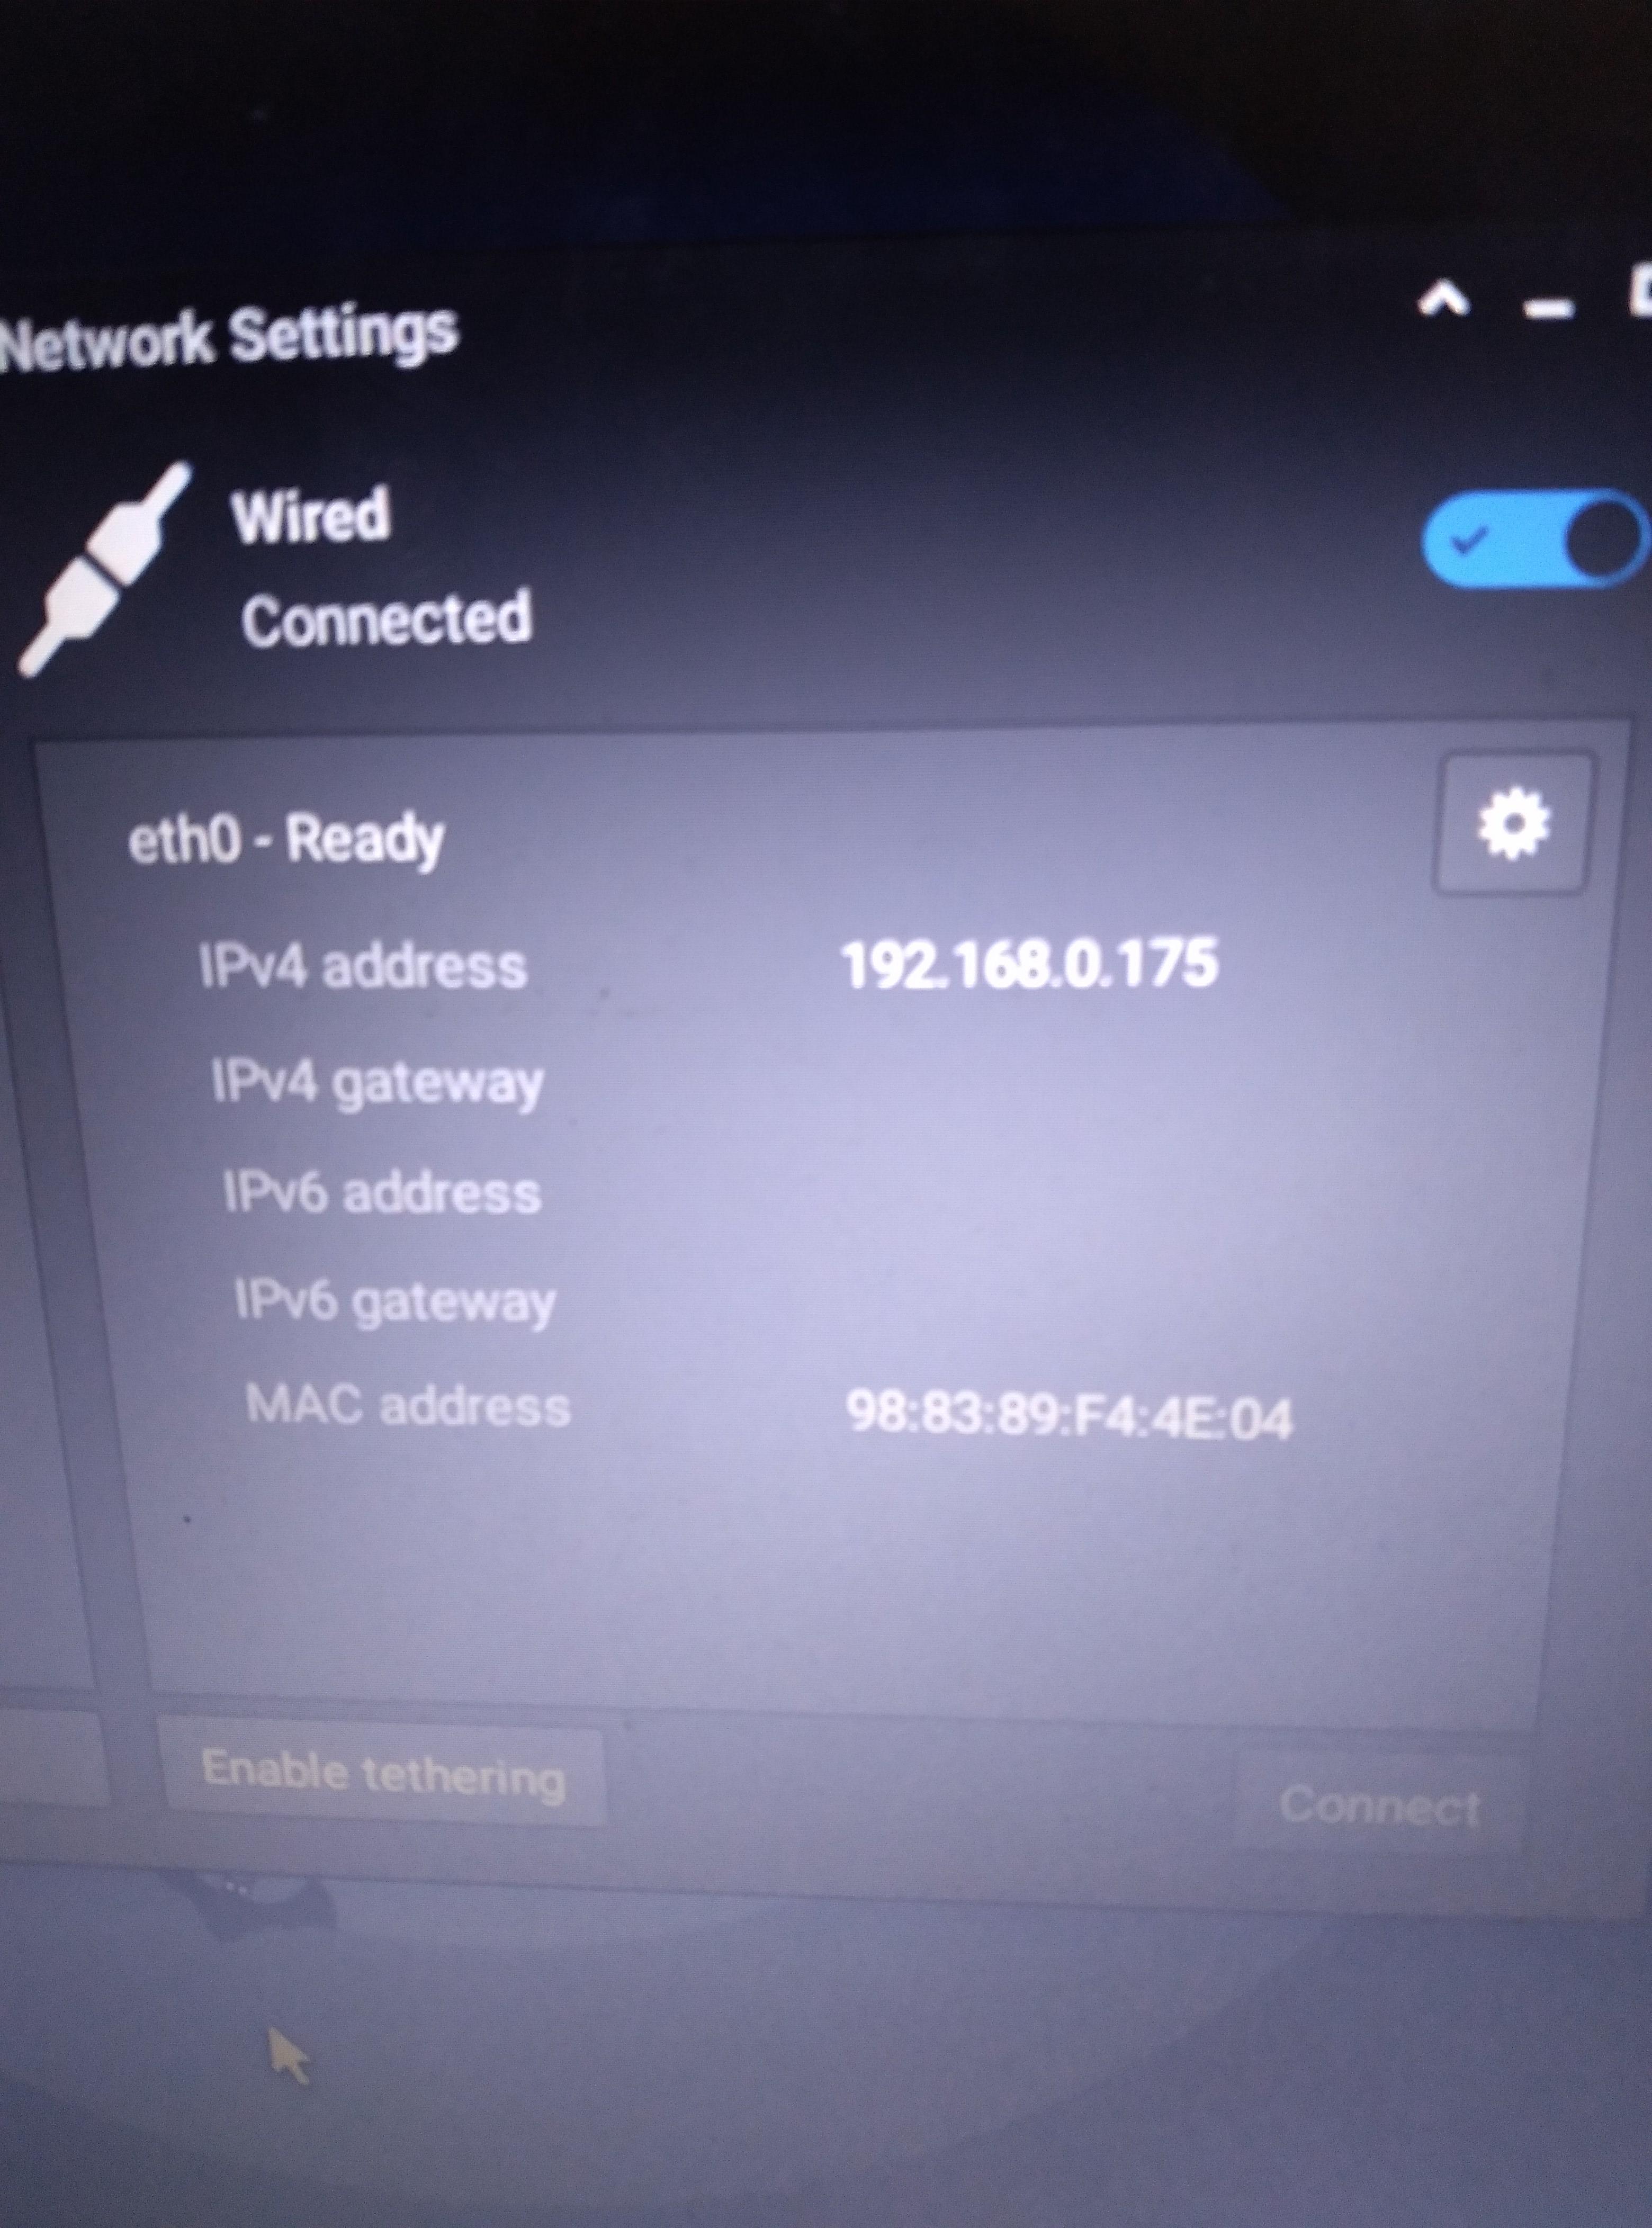 Network Settings
Wired
Connected
eth0 - Ready
IPv4 address 192.168.0.175
IPv4 gateway
IPv6 address
IPv6 gateway
MAC address 98:83:89:F4:4E:04
Enable tethering
Connect